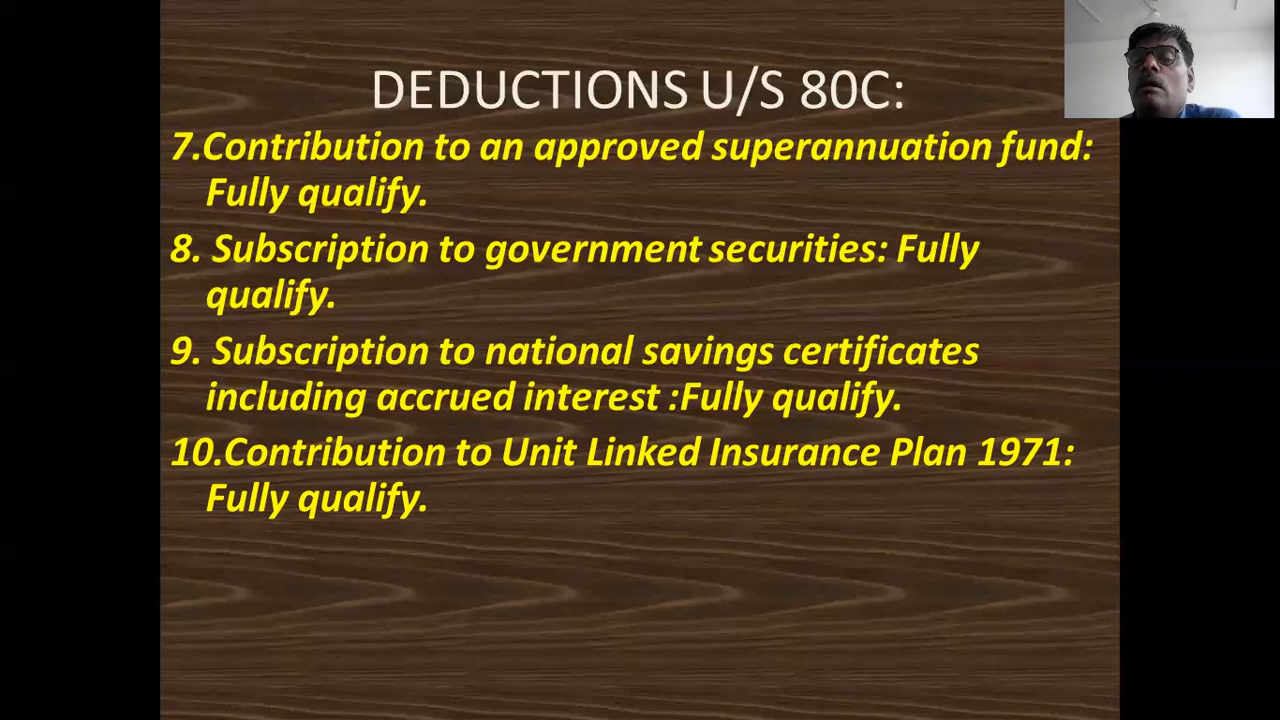 DEDUCTIONS U/S 80C:
7.Contribution to an approved superannuation fund:
Fully qualify.
8. Subscription to government securities: Fully
qualify.
9. Subscription to national savings certificates
including accrued interest :Fully qualify.
10.Contribution to Unit Linked Insurance Plan 1971:
Fully qualify.